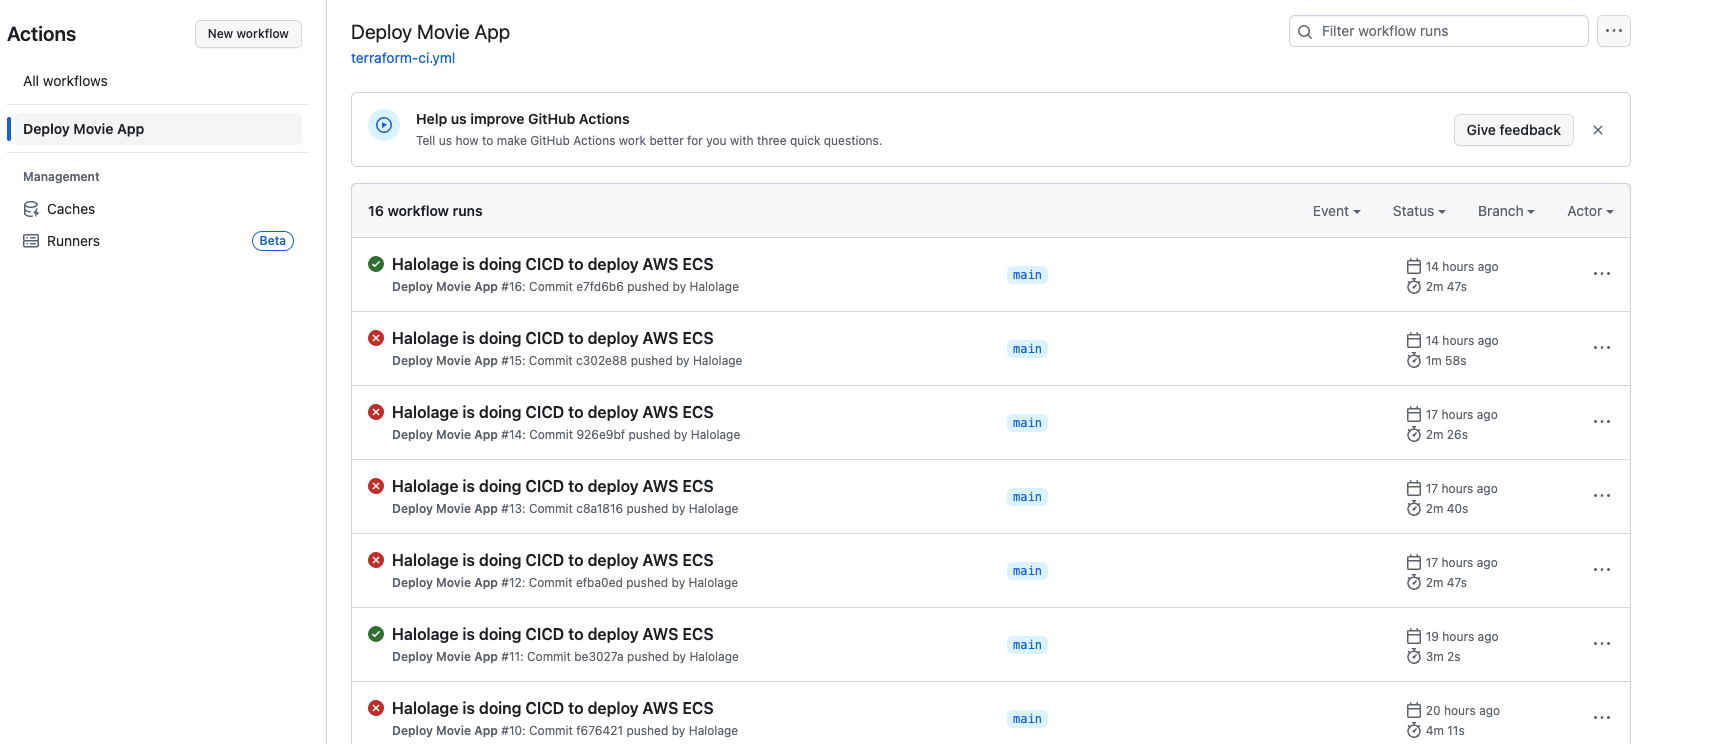 Actions
New workflow
All workflows
Deploy Movie App
Management
Caches
Runners
Beta
Deploy Movie App
terraform-ci.yml
Filter workflow runs
Help us improve GitHub Actions
Tell us how to make GitHub Actions work better for you with three quick questions.
Give feedback
16 workflow runs
Event
Status
Branch
Actor
Halolage is doing CICD to deploy AWS ECS
Deploy Movie App #16: Commit e7fd6b6 pushed by Halolage
main
14 hours ago
2m 47s
Halolage is doing CICD to deploy AWS ECS
Deploy Movie App #15: Commit c302e88 pushed by Halolage
main
14 hours ago
1m 58s
Halolage is doing CICD to deploy AWS ECS
Deploy Movie App #14: Commit 926e9bf pushed by Halolage
main
17 hours ago
2m 26s
Halolage is doing CICD to deploy AWS ECS
Deploy Movie App #13: Commit c8a1816 pushed by Halolage
main
17 hours ago
2m 40s
Halolage is doing CICD to deploy AWS ECS
Deploy Movie App #12: Commit efba0ed pushed by Halolage
main
17 hours ago
2m 47s
Halolage is doing CICD to deploy AWS ECS
Deploy Movie App #11: Commit be3027a pushed by Halolage
main
19 hours ago
3m 2s
Halolage is doing CICD to deploy AWS ECS
Deploy Movie App #10: Commit f676421 pushed by Halolage
main
20 hours ago
4m 11s